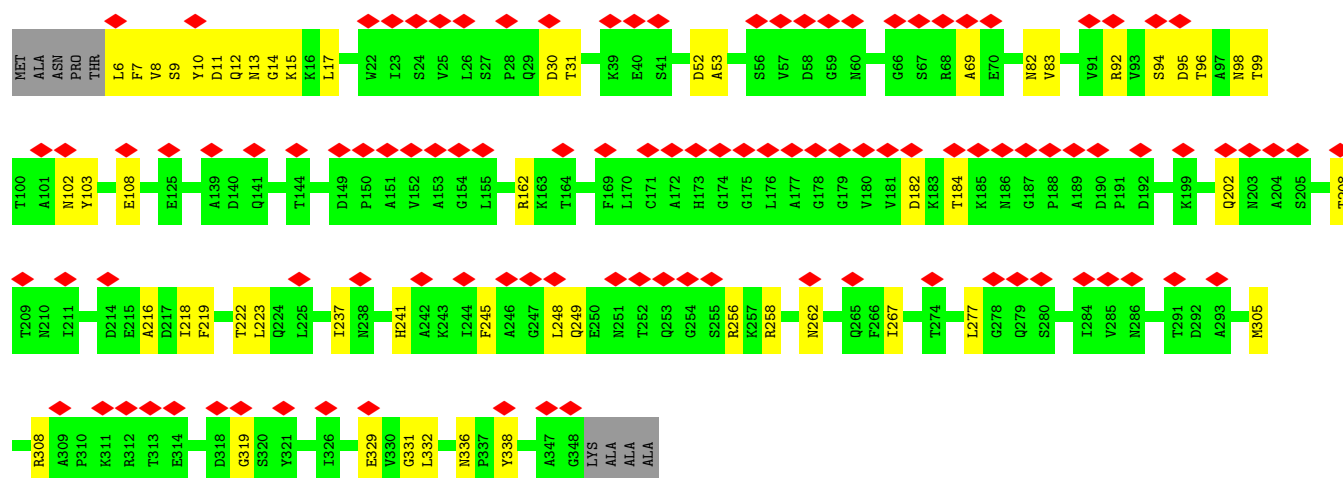 MET ALA ASN PRO THR L6 F7 V8 S9 Y10 D11 Q12 N13 G14 K15 K16 L17 W22 I23 S24 V25 L26 S27 P28 Q29 D30 T31 K39 E40 S41 D52 A53 S56 V57 D58 G59 N60 G66 S67 R68 A69 E70 N82 V83 V91 R92 V93 S94 D95 T96 A97 N98 T99
T100 A101 N102 Y103 E108 E125 A139 D140 Q141 T144 D149 P150 A151 V152 A153 G154 L155 R162 K163 T164 F169 L170 C171 A172 H173 G174 G175 L176 A177 G178 G179 V180 V181 D182 K183 T184 K185 N186 G187 P188 A189 D190 P191 D192 K199 Q202 N203 A204 S205 T208
T209 N210 I211 D214 E215 A216 D217 I218 F219 T222 L223 Q224 L225 I237 N238 H241 A242 K243 I244 F245 A246 G247 L248 Q249 E250 N251 T252 Q253 G254 S255 R256 K257 R258 N262 Q265 F266 I267 T274 L277 G278 Q279 S280 I284 V285 N286 T291 D292 A293 M305
R308 A309 P310 K311 R312 T313 E314 D318 G319 S320 Y321 I326 E329 V330 G331 L332 N336 P337 Y338 A347 G348 LYS ALA ALA ALA